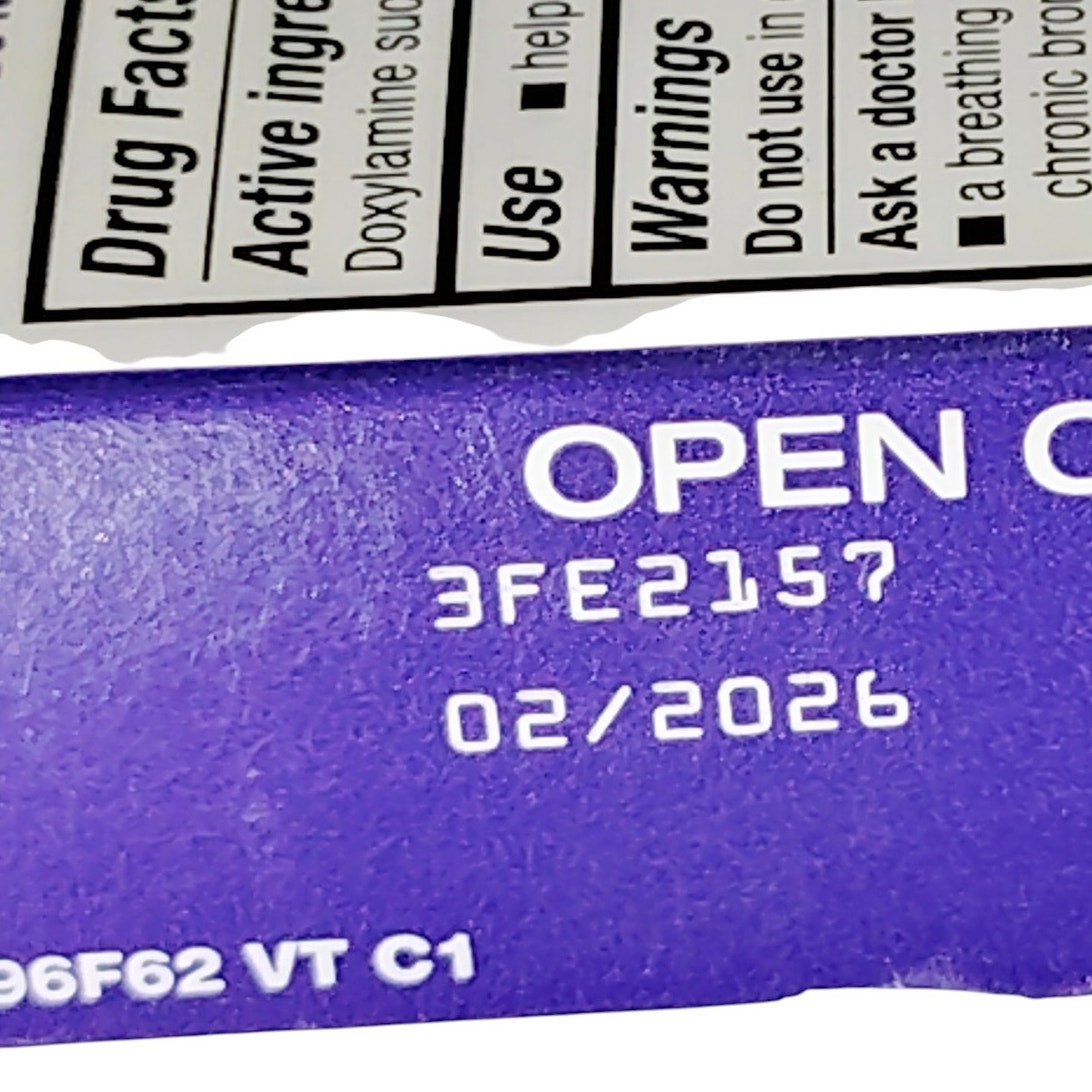 Drug Facts
Active ingre
Doxylamine suc
Use ■ help
Warnings
Do not use in
Ask a doctor
■ a breathing
chronic bron
OPEN
3FE2157
02/2026
96F62 VT C1